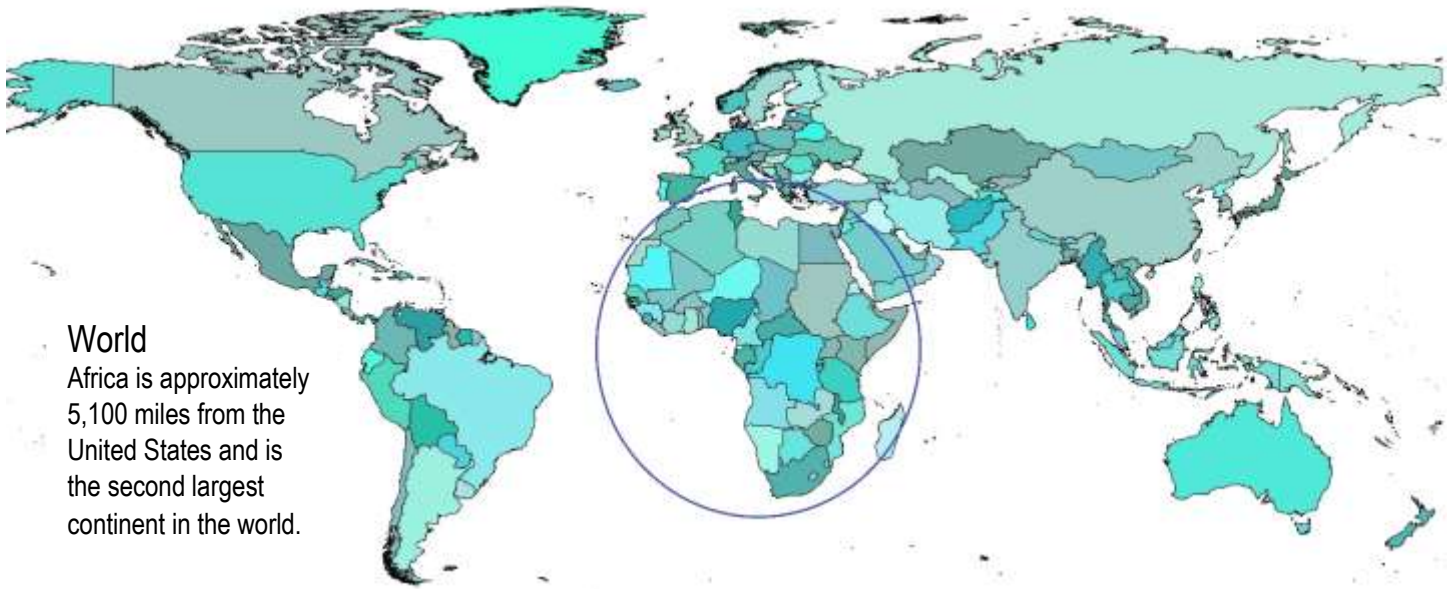 World
Africa is approximately
5,100 miles from the
United States and is
the second largest
continent in the world.